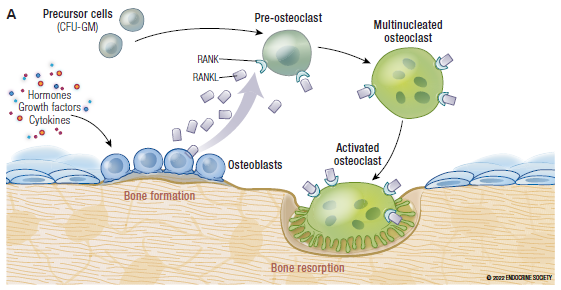 A
Precursor cells
(CFU-GM)
Pre-osteoclast
Multinucleated
osteoclast
RANK
RANKL
Hormones
Growth factors
Cytokines
Activated
osteoclast
Osteoblasts
Bone formation
Bone resorption
© 2022 ENDOCRINE SOCIETY